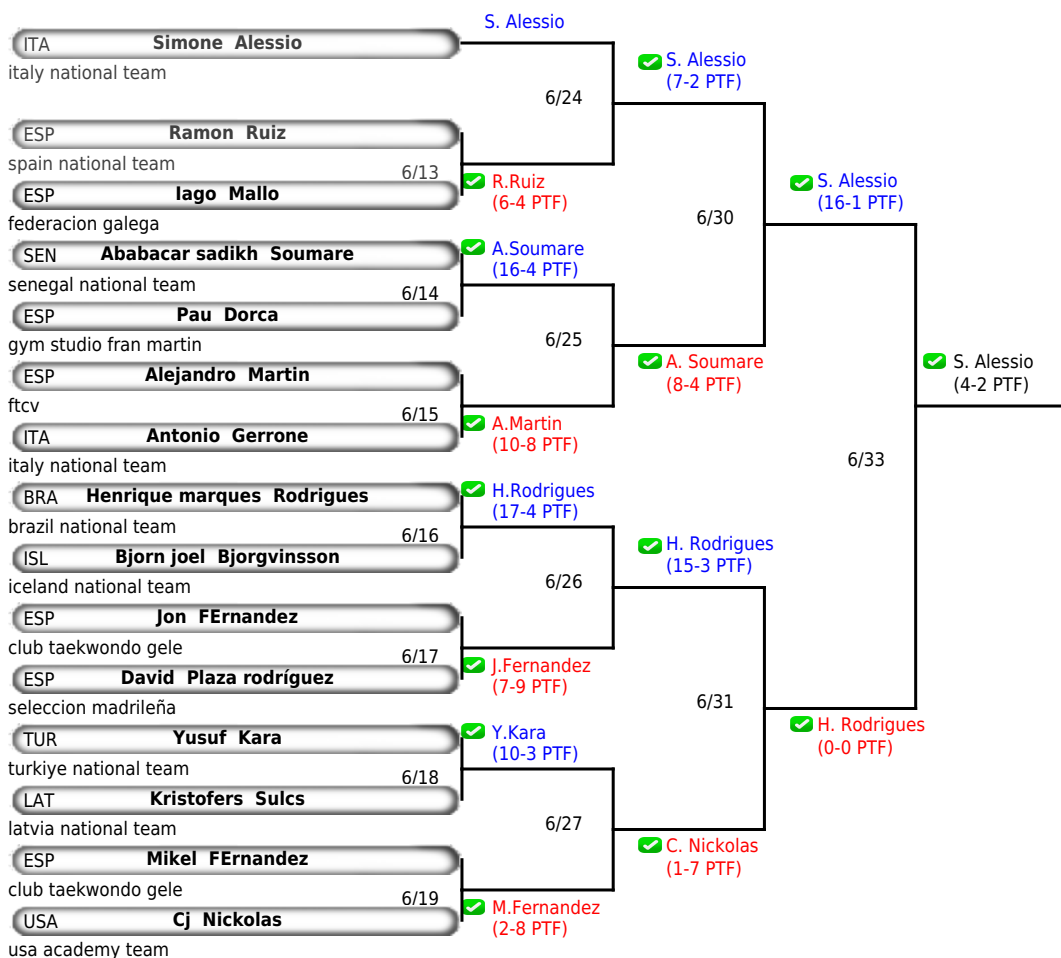 S. Alessio
ITA Simone Alessio
italy national team
S. Alessio
(7-2 PTF)
6/24
ESP Ramon Ruiz
spain national team
6/13
ESP Iago Mallo
federacion galega
R.Ruiz
(6-4 PTF)
S. Alessio
(16-1 PTF)
6/30
SEN Ababacar sadikh Soumare
senegal national team
A.Soumare
(16-4 PTF)
6/14
ESP Pau Dorca
gym studio fran martin
6/25
A. Soumare
(8-4 PTF)
S. Alessio
(4-2 PTF)
ESP Alejandro Martin
ftcv
6/15
ITA Antonio Gerrone
italy national team
A.Martin
(10-8 PTF)
6/33
BRA Henrique marques Rodrigues
brazil national team
H.Rodrigues
(17-4 PTF)
6/16
ISL Bjorn joel Bjorgvinsson
iceland national team
H. Rodrigues
(15-3 PTF)
6/26
ESP Jon FErnandez
club taekwondo gele
6/17
ESP David Plaza rodríguez
seleccion madrileña
J.Fernandez
(7-9 PTF)
6/31
H. Rodrigues
(0-0 PTF)
TUR Yusuf Kara
turkiye national team
Y.Kara
(10-3 PTF)
6/18
LAT Kristofers Sulcs
latvia national team
6/27
C. Nickolas
(1-7 PTF)
ESP Mikel FErnandez
club taekwondo gele
6/19
USA Cj Nickolas
usa academy team
M.Fernandez
(2-8 PTF)